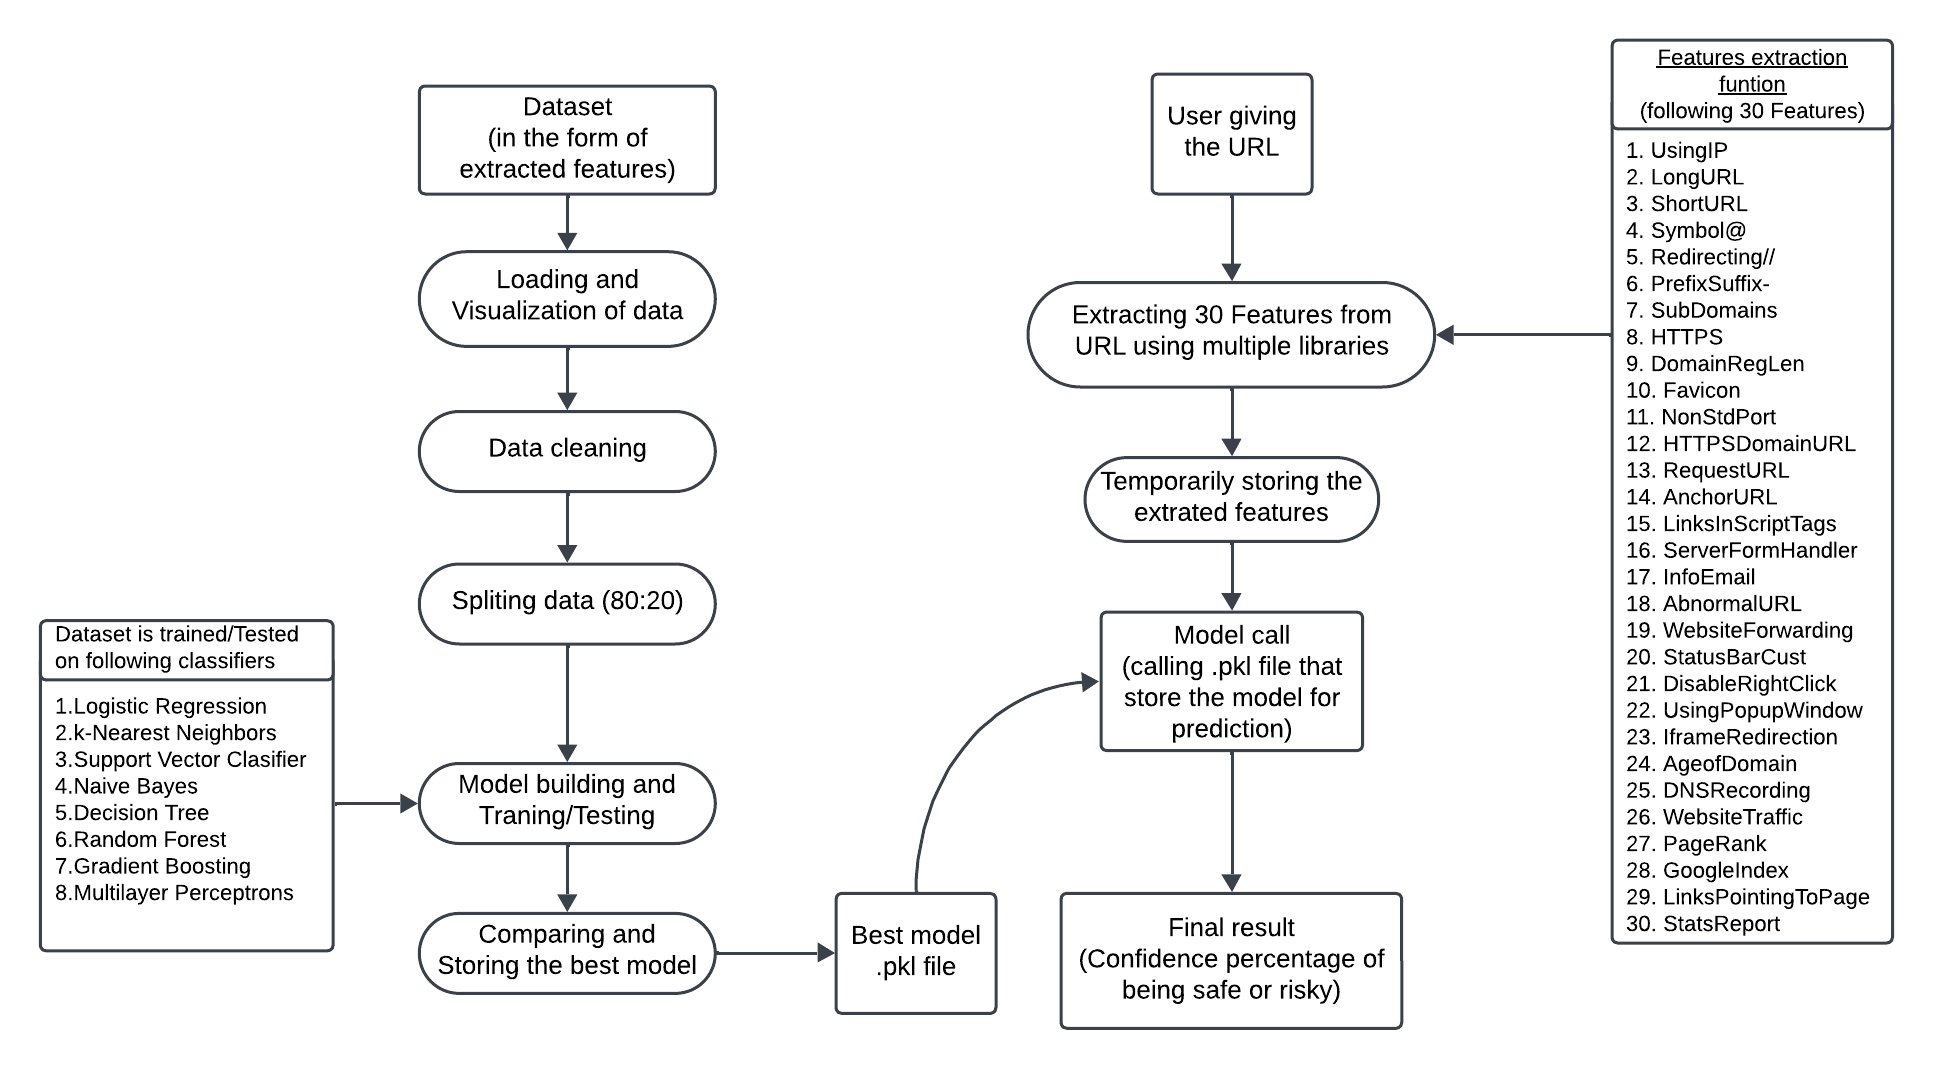 Dataset
(in the form of
extracted features)
Loading and
Visualization of data
Data cleaning
Spliting data (80:20)
Dataset is trained/Tested
on following classifiers
1.Logistic Regression
2.k-Nearest Neighbors
3.Support Vector Clasifier
4.Naive Bayes
5.Decision Tree
6.Random Forest
7.Gradient Boosting
8.Multilayer Perceptrons
Model building and
Traning/Testing
Comparing and
Storing the best model
Best model
.pkl file
User giving
the URL
Extracting 30 Features from
URL using multiple libraries
Temporarily storing the
extrated features
Model call
(calling .pkl file that
store the model for
prediction)
Final result
(Confidence percentage of
being safe or risky)
Features extraction
funtion
(following 30 Features)
1. UsingIP
2. LongURL
3. ShortURL
4. Symbol@
5. Redirecting//
6. PrefixSuffix-
7. SubDomains
8. HTTPS
9. DomainRegLen
10. Favicon
11. NonStdPort
12. HTTPSDomainURL
13. RequestURL
14. AnchorURL
15. LinksInScriptTags
16. ServerFormHandler
17. InfoEmail
18. AbnormalURL
19. WebsiteForwarding
20. StatusBarCust
21. DisableRightClick
22. UsingPopupWindow
23. IframeRedirection
24. AgeofDomain
25. DNSRecording
26. WebsiteTraffic
27. PageRank
28. GoogleIndex
29. LinksPointingToPage
30. StatsReport